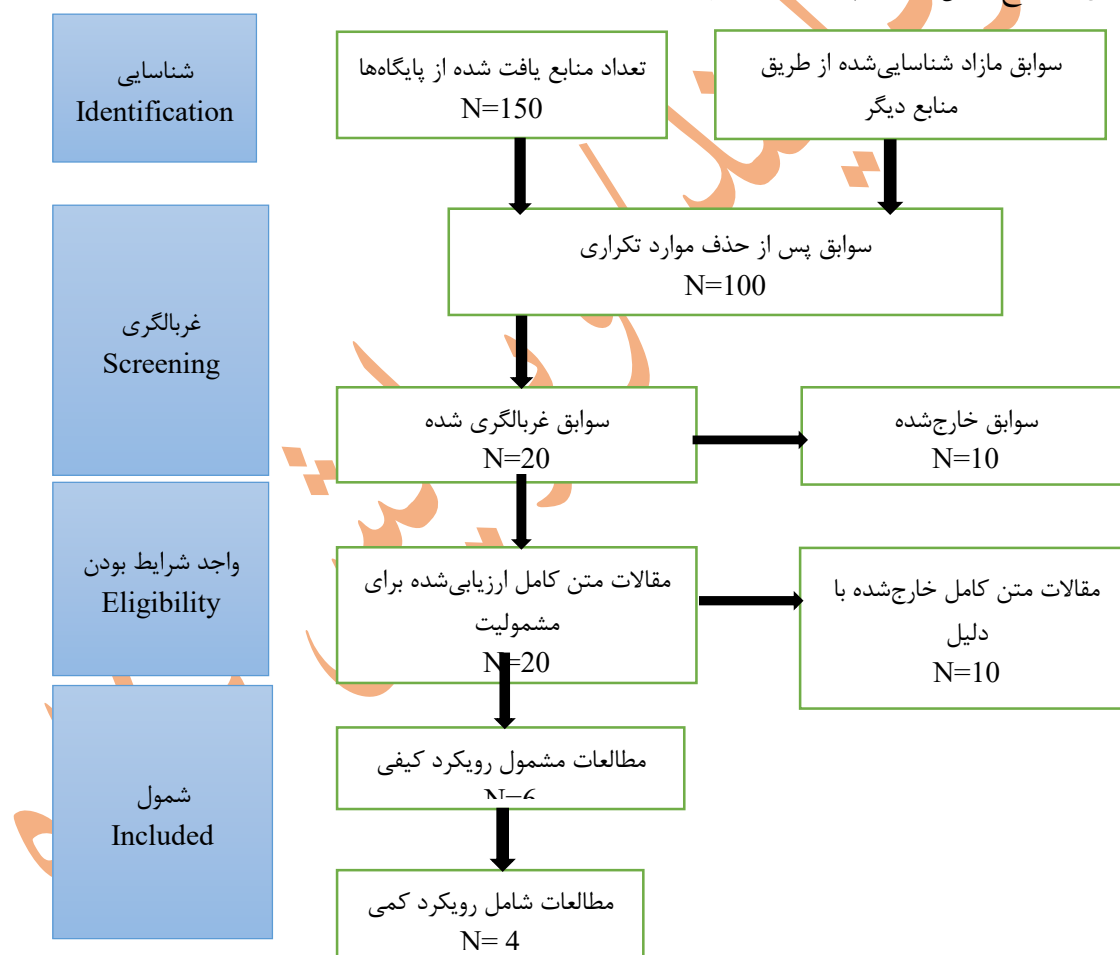 شناسایی
Identification
تعداد منابع یافت شده از پایگاه‌ها
N=150
سوابق مازاد شناسایی‌شده از طریق
منابع دیگر
غربالگری
Screening
سوابق پس از حذف موارد تکراری
N=100
سوابق غربالگری شده
N=20
سوابق خارج‌شده
N=10
واجد شرایط بودن
Eligibility
مقالات متن کامل ارزیابی‌شده برای
مشمولیت
N=20
مقالات متن کامل خارج‌شده با
دلیل
N=10
شمول
Included
مطالعات مشمول رویکرد کیفی
N=6
مطالعات شامل رویکرد کمی
N= 4